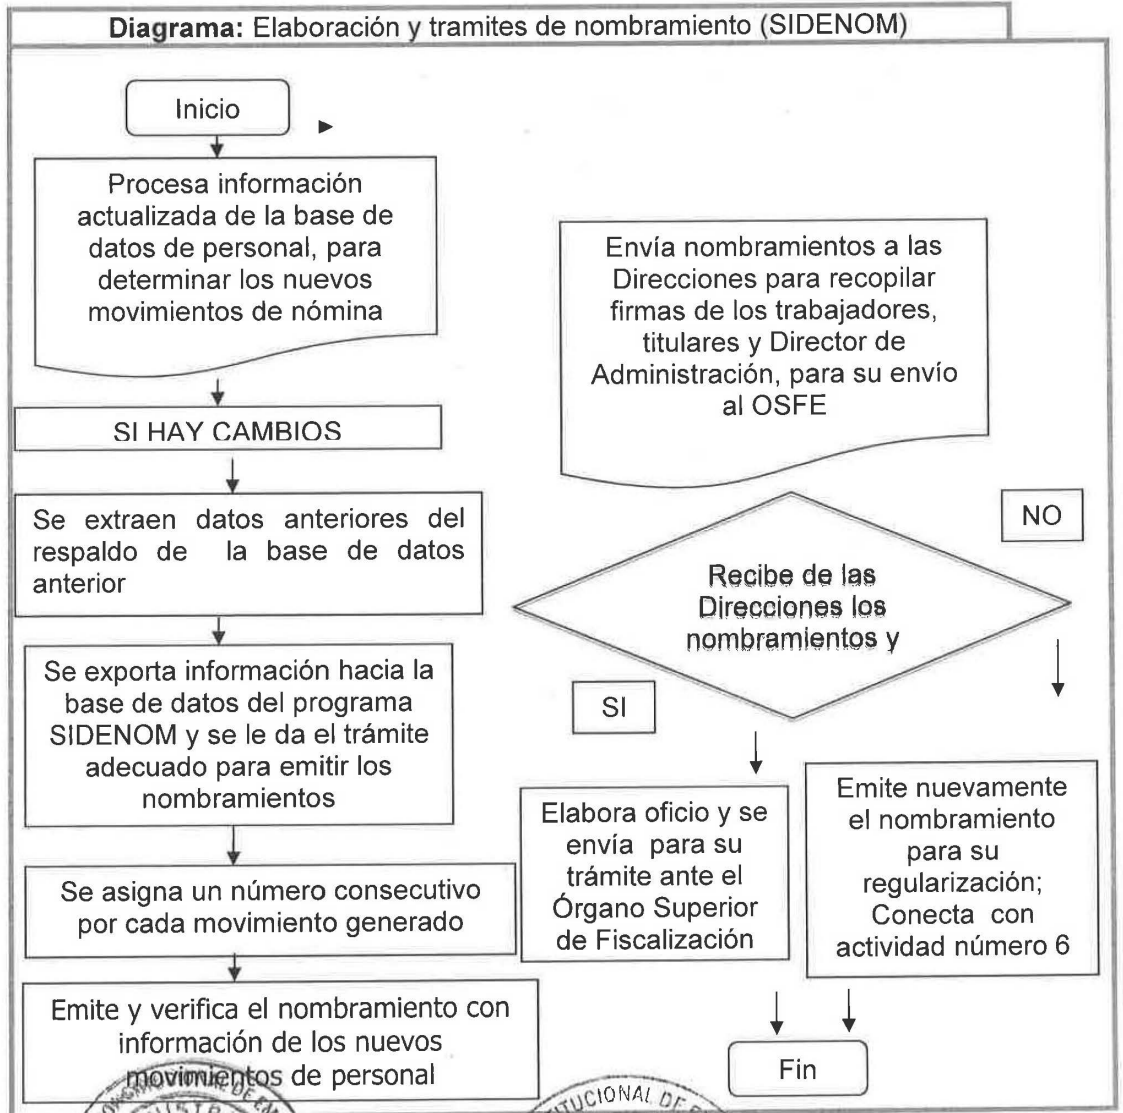 Diagrama: Elaboración y tramites de nombramiento (SIDENOM)
Inicio
Procesa información
actualizada de la base de
datos de personal, para
determinar los nuevos
movimientos de nómina
SI HAY CAMBIOS
Se extraen datos anteriores del
respaldo de la base de datos
anterior
Se exporta información hacia la
base de datos del programa
SIDENOM y se le da el trámite
adecuado para emitir los
nombramientos
Se asigna un número consecutivo
por cada movimiento generado
Emite y verifica el nombramiento con
información de los nuevos
movimientos de personal
Envía nombramientos a las
Direcciones para recopilar
firmas de los trabajadores,
titulares y Director de
Administración, para su envío
al OSFE
Recibe de las
Direcciones los
nombramientos y
NO
SI
Elabora oficio y se
envía para su
trámite ante el
Órgano Superior
de Fiscalización
Emite nuevamente
el nombramiento
para su
regularización;
Conecta con
actividad número 6
Fin